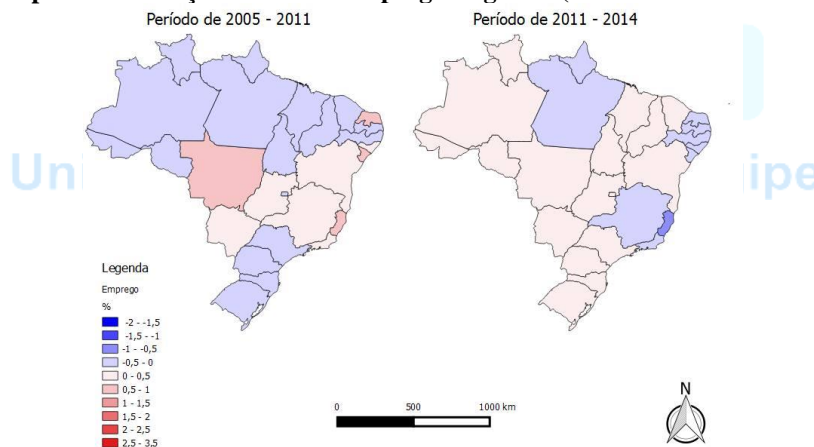 Período de 2005 - 2011
Período de 2011 - 2014
Uni
ipe
Legenda
Emprego
%
-2 - -1,5
-1,5 - -1
-1 - -0,5
-0,5 - 0
0 - 0,5
0,5 - 1
1 - 1,5
1,5 - 2
2 - 2,5
2,5 - 3,5
0 500 1000 km
N